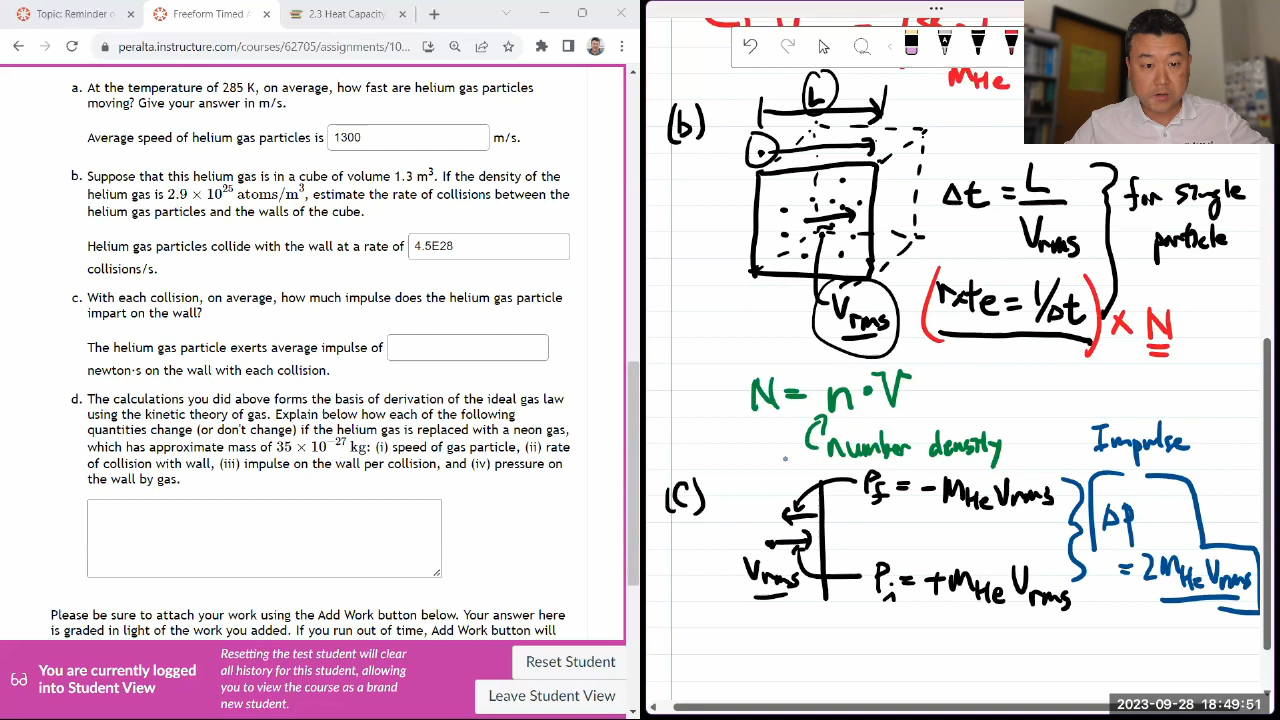 Topic: Reminder o
Freeform Timed A
2.3 Heat Capaciti
peralta.instructure.com/courses/62700/assignments/10...
a. At the temperature of 285 K, on average, how fast are helium gas particles
moving? Give your answer in m/s.
Average speed of helium gas particles is 1300 m/s.
b. Suppose that this helium gas is in a cube of volume 1.3 m³. If the density of the
helium gas is 2.9 × 10²⁵ atoms/m³, estimate the rate of collisions between the
helium gas particles and the walls of the cube.
Helium gas particles collide with the wall at a rate of 4.5E28
collisions/s.
c. With each collision, on average, how much impulse does the helium gas particle
impart on the wall?
The helium gas particle exerts average impulse of
newton·s on the wall with each collision.
d. The calculation you did above forms the basis of derivation of the ideal gas law
using the kinetic theory of gas. Explain below how each of the following
quantities change (or don't change) if the helium gas is replaced with a neon gas,
which has approximate mass of 35 × 10⁻²⁷ kg: (i) speed of gas particle, (ii) rate
of collision with wall, (iii) impulse on the wall per collision, and (iv) pressure on
the wall by gas.
Please be sure to attach your work using the Add Work button below. Your answer here
is graded in light of the work you added. If you run out of time, Add Work button will
You are currently logged
into Student View
Resetting the test student will clear
all history for this student, allowing
you to view the course as a brand
new student.
Reset Student
Leave Student View
MHe
(b)
L
Δt = L/Vrms
for single
particle
Vrms
(rate = 1/Δt) × N
N = n·V
number density
Impulse
(C)
Pf = - MHe Vrms
ΔP
= 2MHe Vrms
Vrms
Pi = + MHe Vrms
2023-09-28 18:49:51